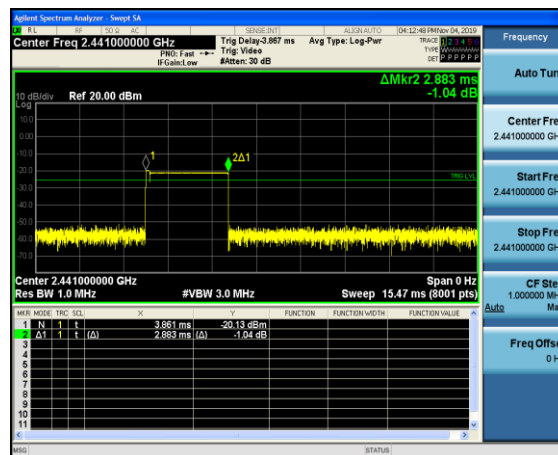 Agilent Spectrum Analyzer - Swept SA
RL RF 50 Ω AC SENSE:INT ALIGN AUTO 04:12:48 PM Nov 04, 2019
Center Freq 2.441000000 GHz
PNO: Fast
IFGain:Low
Trig Delay-3.867 ms
Trig: Video
#Atten: 30 dB
Avg Type: Log-Pwr
TRACE 1 2 3 4 5 6
TYPE
DET P P P P P P
ΔMkr2 2.883 ms
-1.04 dB
10 dB/div Ref 20.00 dBm
Log
10.0
0.00
-10.0
-20.0
-30.0
-40.0
-50.0
-60.0
-70.0
1
2Δ1
TRIG LVL
Center 2.441000000 GHz Span 0 Hz
Res BW 1.0 MHz #VBW 3.0 MHz Sweep 15.47 ms (8001 pts)
MKR MODE TRC SCL X Y FUNCTION FUNCTION WIDTH FUNCTION VALUE
1 N 1 t 3.861 ms -20.13 dBm
2 Δ1 1 t (Δ) 2.883 ms (Δ) -1.04 dB
3
4
5
6
7
8
9
10
11
MSG STATUS
Frequency
Auto Tun
Center Fre
2.441000000 GH
Start Fre
2.441000000 GH
Stop Fre
2.441000000 GH
CF Ste
1.000000 MH
Auto Ma
Freq Offs
0 H